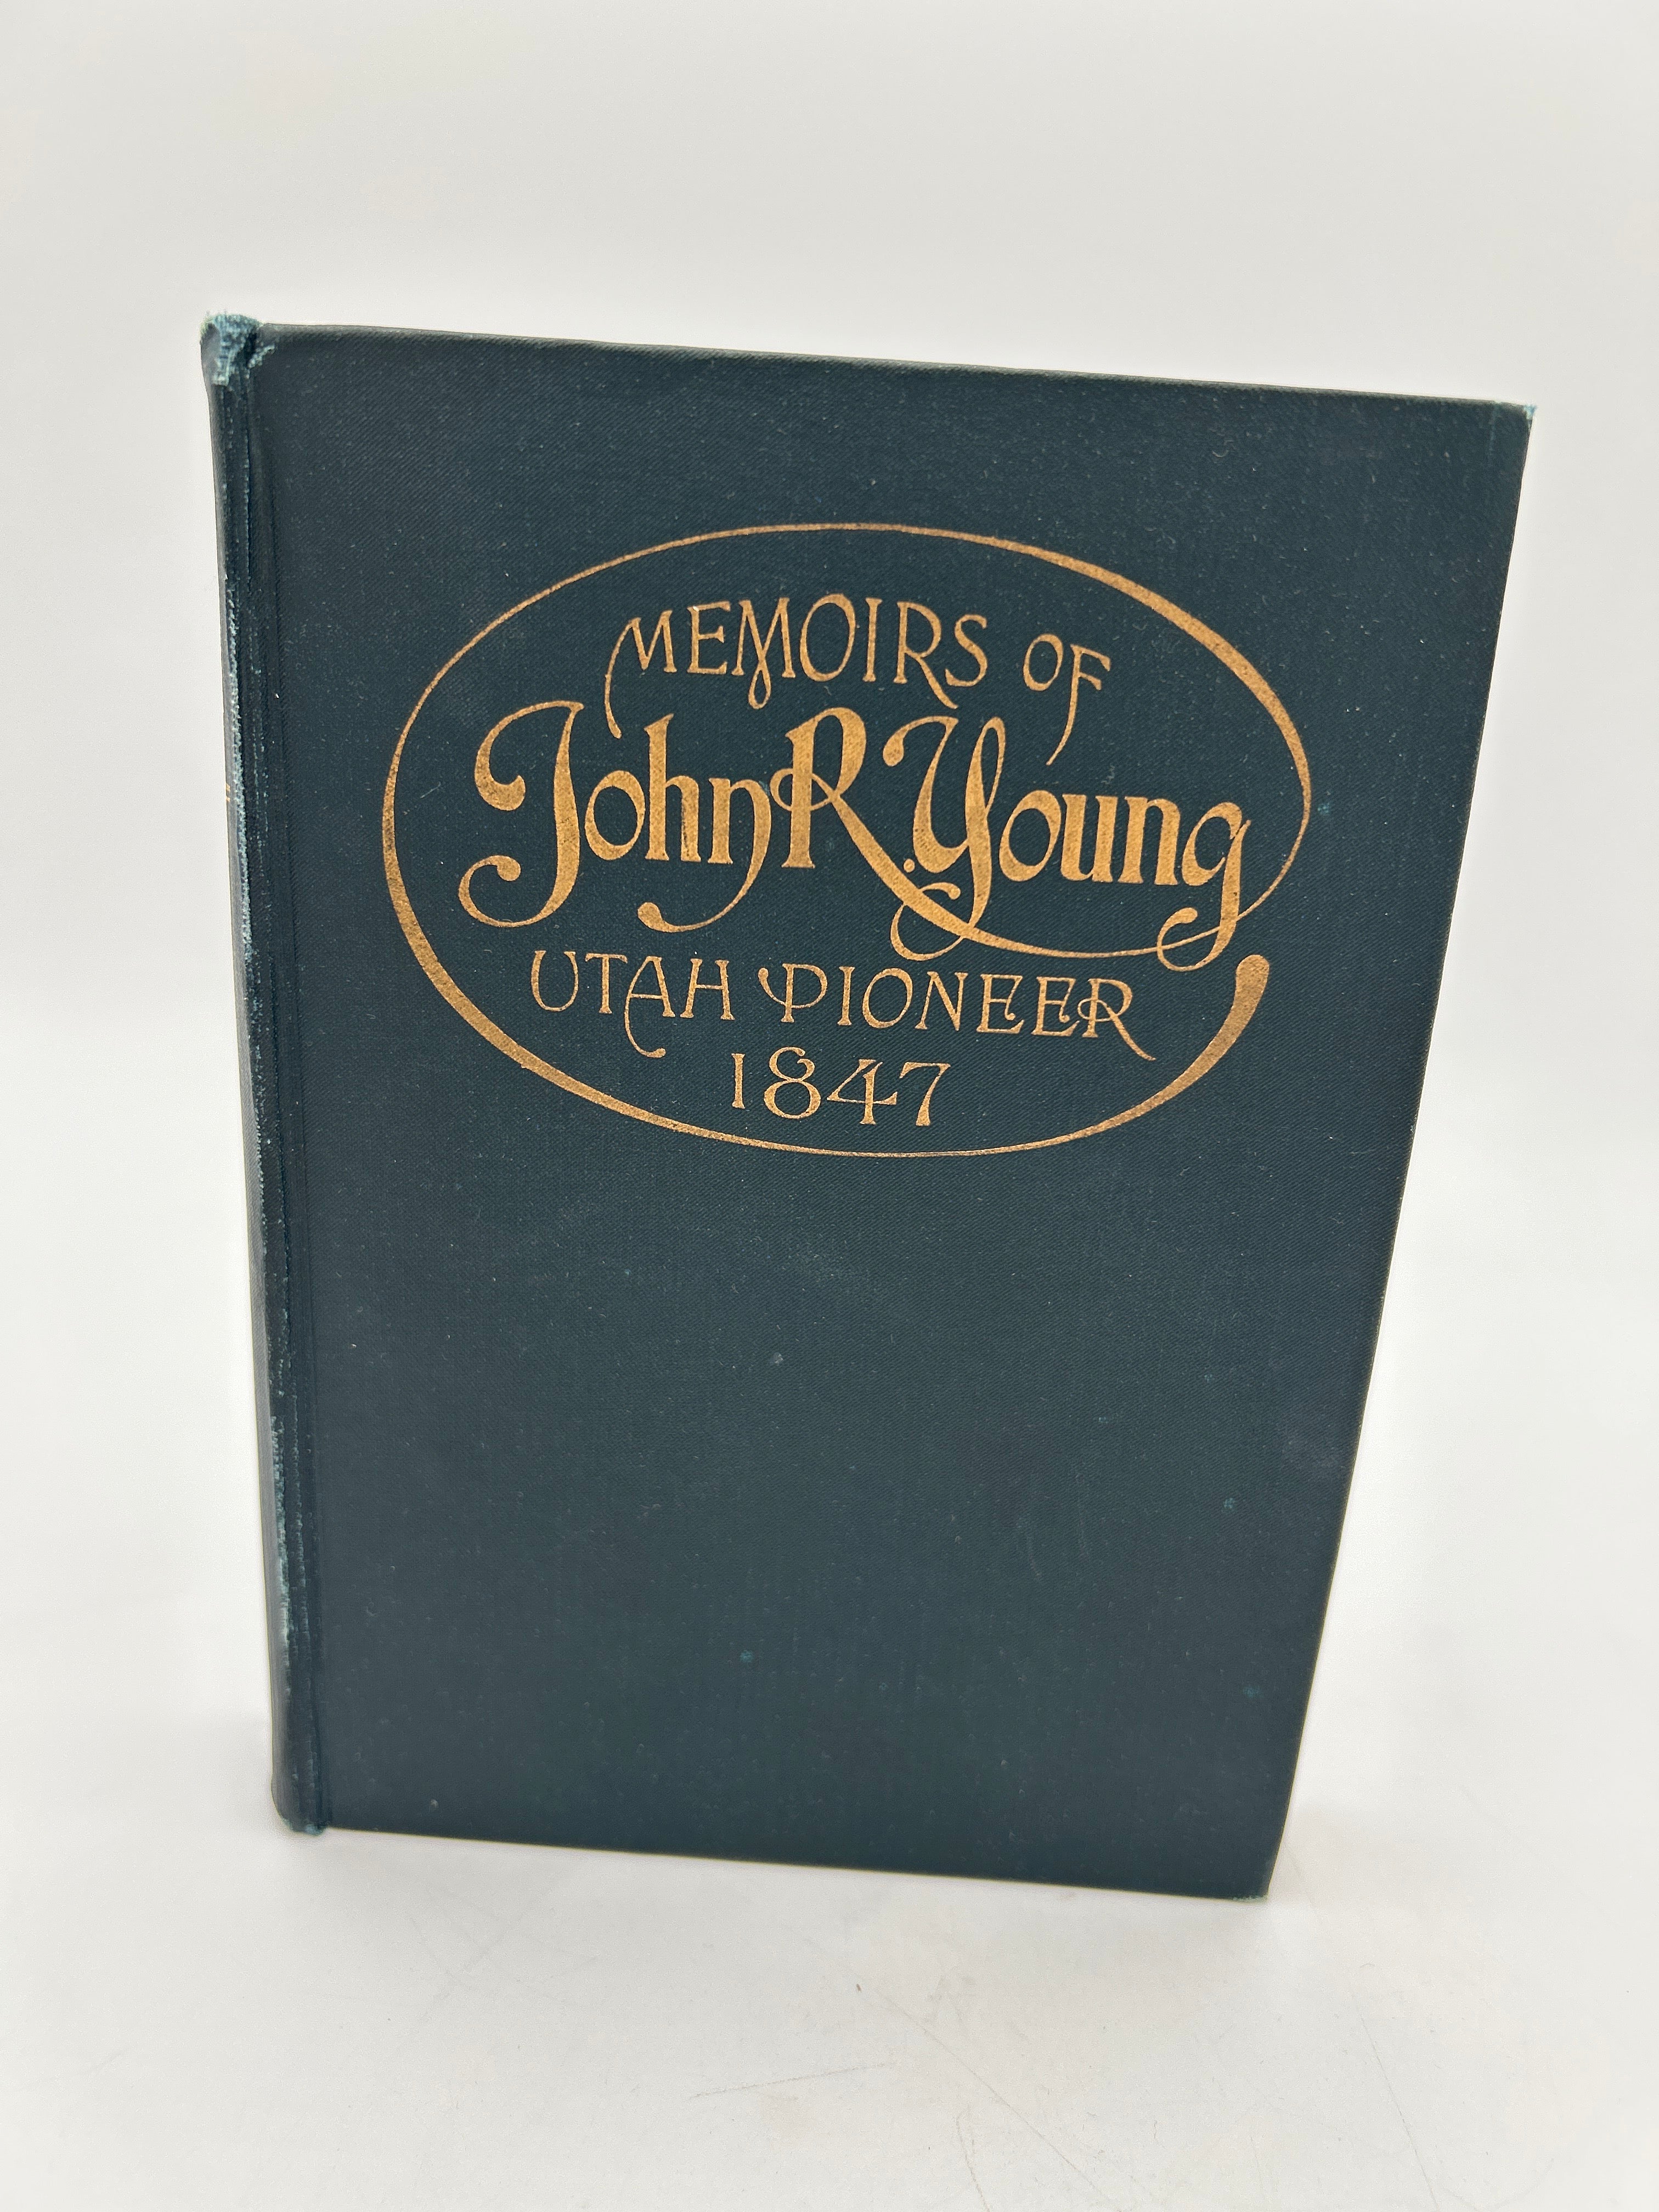 MEMOIRS OF
John R. Young
UTAH PIONEER
1847